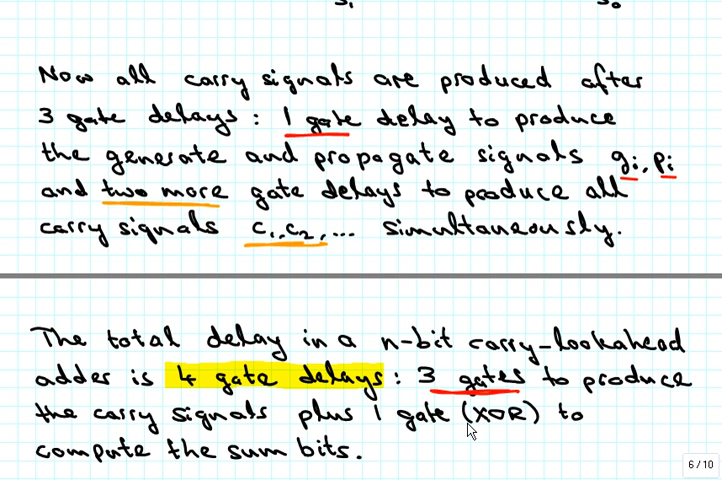 s₁ s₀
Now all carry signals are produced after
3 gate delays : 1 gate delay to produce
the generate and propagate signals gᵢ, pᵢ
and two more gate delays to produce all
carry signals c₁, c₂, ... simultaneously.
The total delay in a n-bit carry-lookahead
adder is 4 gate delays : 3 gates to produce
the carry signals plus 1 gate (XOR) to
compute the sum bits.
6 / 10